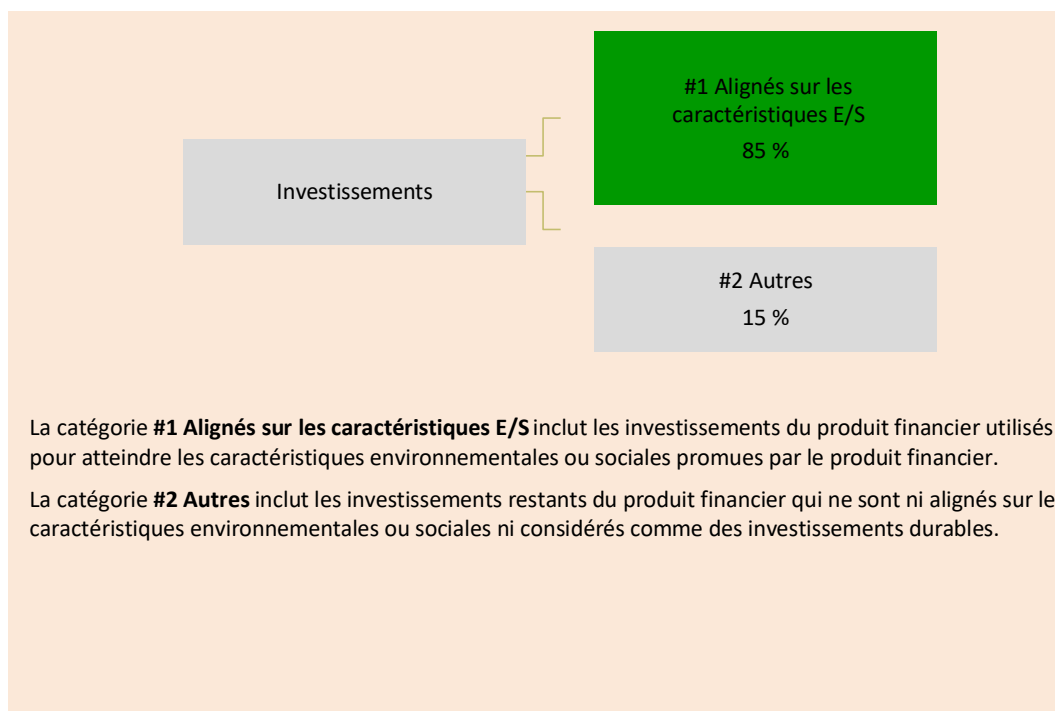 #1 Alignés sur les
caractéristiques E/S
85 %
Investissements
#2 Autres
15 %
La catégorie #1 Alignés sur les caractéristiques E/S inclut les investissements du produit financier utilisés
pour atteindre les caractéristiques environnementales ou sociales promues par le produit financier.
La catégorie #2 Autres inclut les investissements restants du produit financier qui ne sont ni alignés sur le
caractéristiques environnementales ou sociales ni considérés comme des investissements durables.